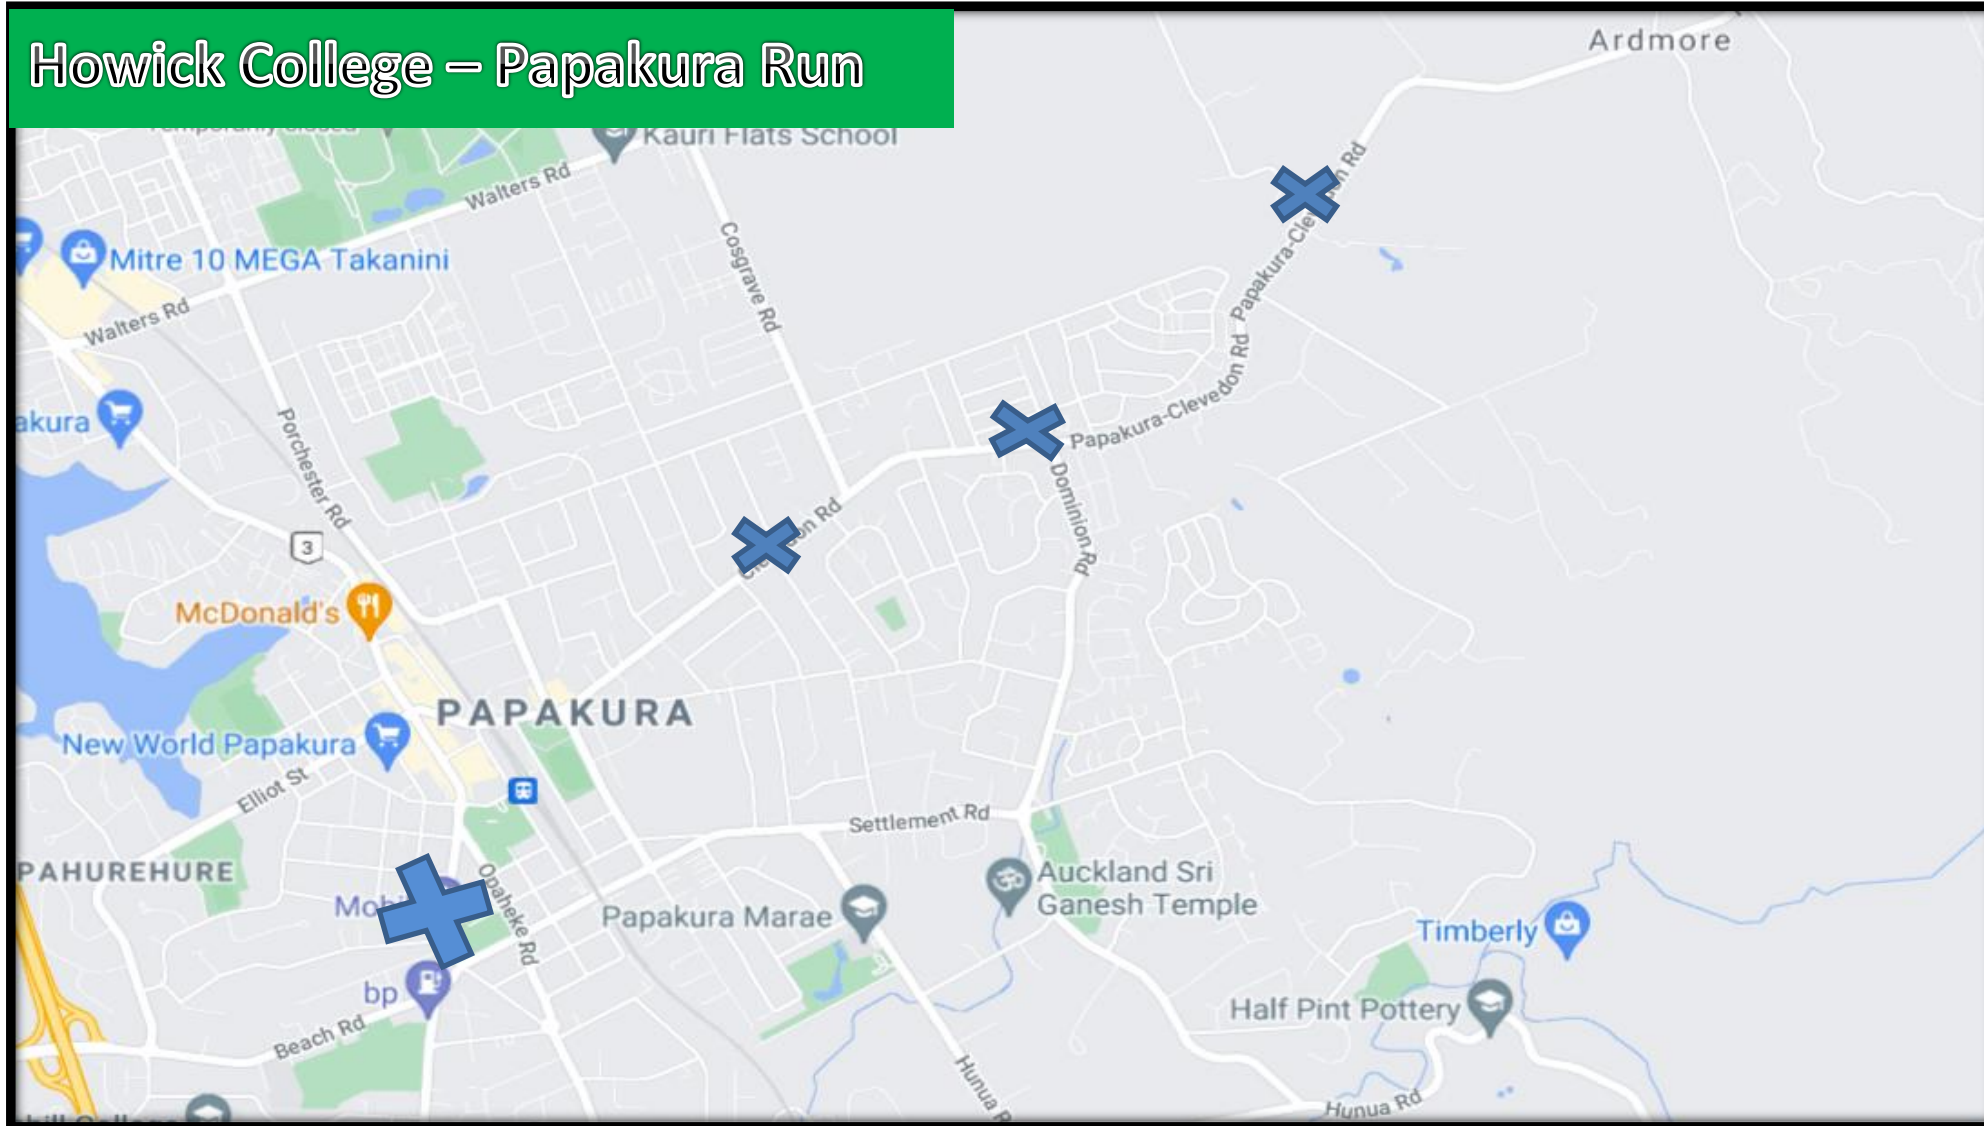 Howick College – Papakura Run
Ardmore
Kauri Flats School
Walters Rd
Mitre 10 MEGA Takanini
Cosgrave Rd
Papakura-Clevedon Rd
Walters Rd
akura
Porchester Rd
Papakura-Clevedon Rd
Dominion Rd
3
McDonald's
PAPAKURA
New World Papakura
Elliot St
Settlement Rd
PAHUREHURE
Opaheke Rd
Auckland Sri
Ganesh Temple
Papakura Marae
Timberly
bp
Half Pint Pottery
Beach Rd
Hunua R
Hunua Rd